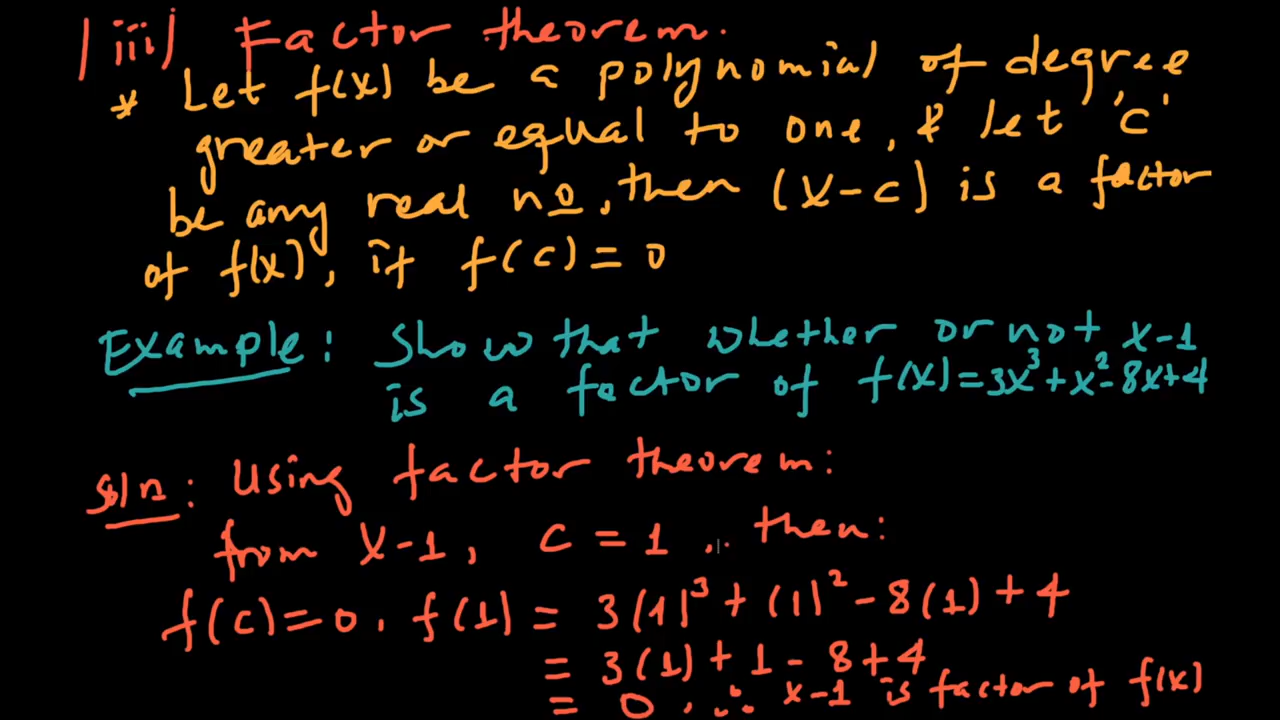 iii) Factor theorem.
* Let f(x) be a polynomial of degree
greater or equal to one, & let 'c'
be any real no, then (x-c) is a factor
of f(x), if f(c) = 0
Example: Show that whether or not x-1
is a factor of f(x)=3x³+x²-8x+4
Soln: Using factor theorem:
from x-1, c = 1 .. then:
f(c)=0. f(1) = 3(1)³ + (1)² - 8(1) + 4
= 3(1) + 1 - 8 + 4
= 0. ∴ x-1 is factor of f(x)